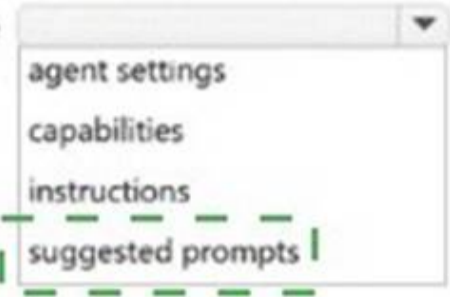 agent settings
capabilities
instructions
suggested prompts